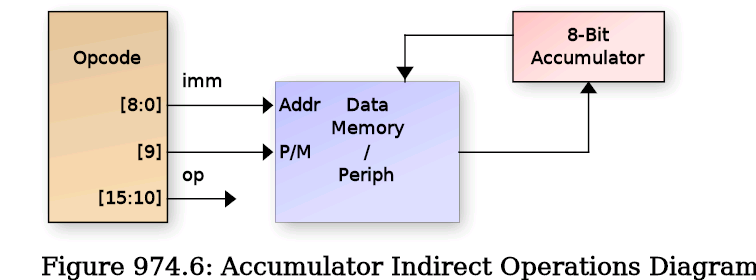 Opcode
imm
[8:0]
[9]
op
[15:10]
Addr
P/M
Data
Memory
/
Periph
8-Bit
Accumulator
Figure 974.6: Accumulator Indirect Operations Diagram